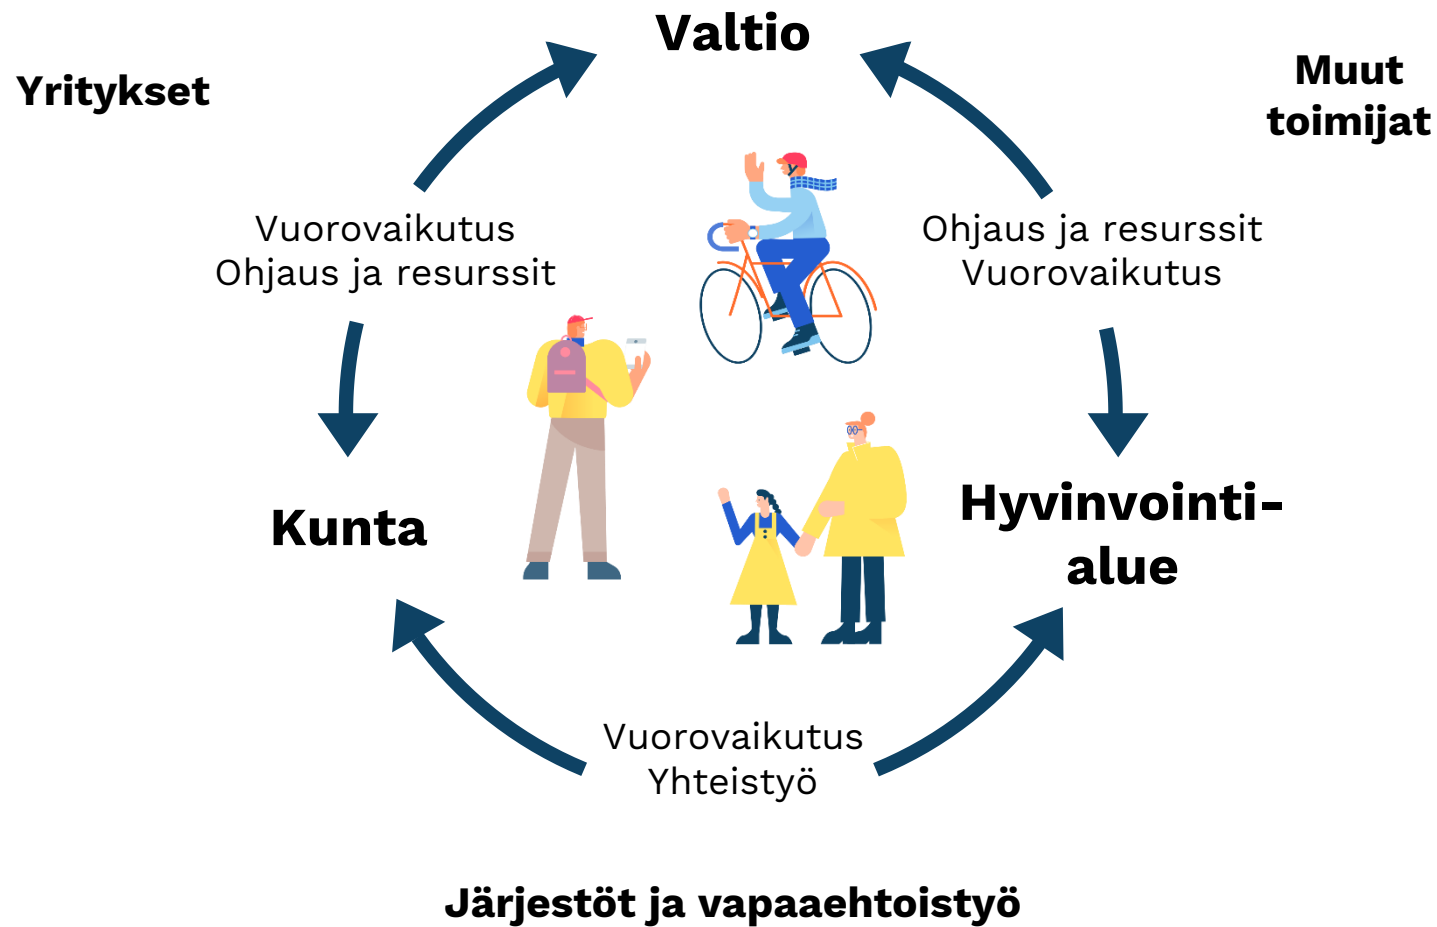 Valtio
Yritykset
Muut
toimijat
Vuorovaikutus
Ohjaus ja resurssit
Ohjaus ja resurssit
Vuorovaikutus
Kunta
Hyvinvointi-
alue
Vuorovaikutus
Yhteistyö
Järjestöt ja vapaaehtoistyö